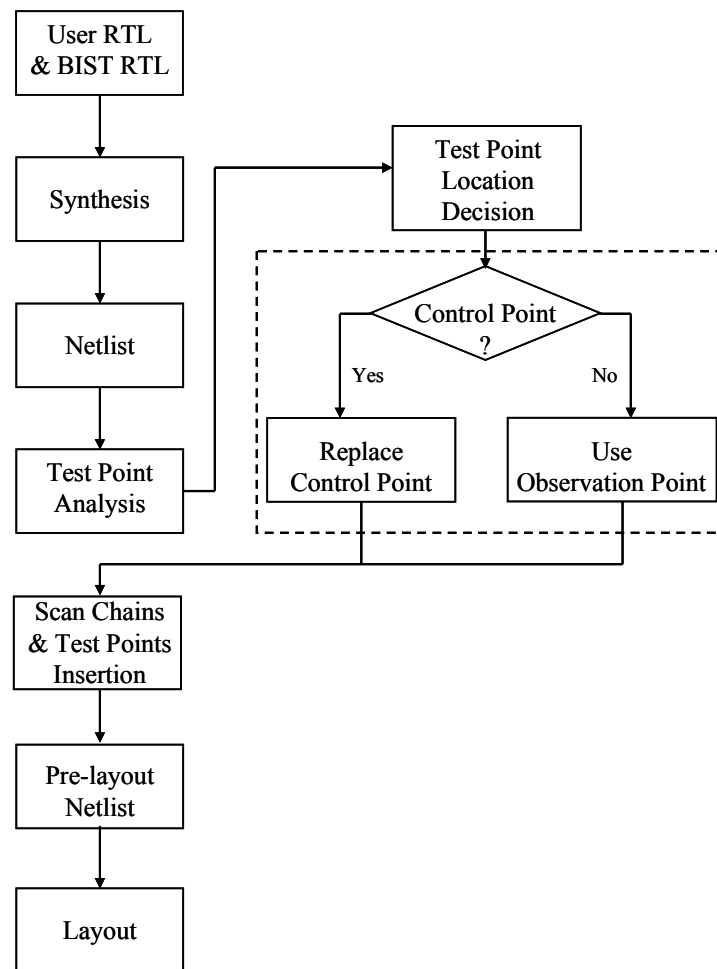 User RTL
& BIST RTL
Synthesis
Netlist
Test Point
Analysis
Test Point
Location
Decision
Control Point
?
Yes
No
Replace
Control Point
Use
Observation Point
Scan Chains
& Test Points
Insertion
Pre-layout
Netlist
Layout